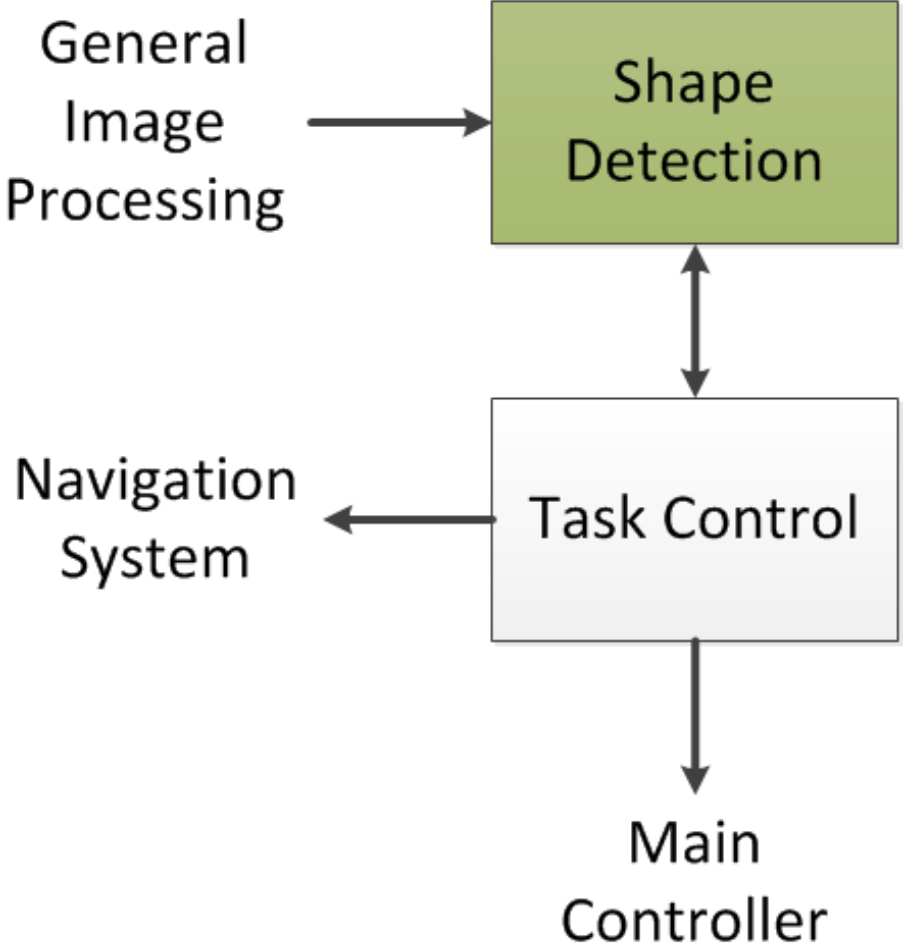 General
Image
Processing
Shape
Detection
Navigation
System
Task Control
Main
Controller